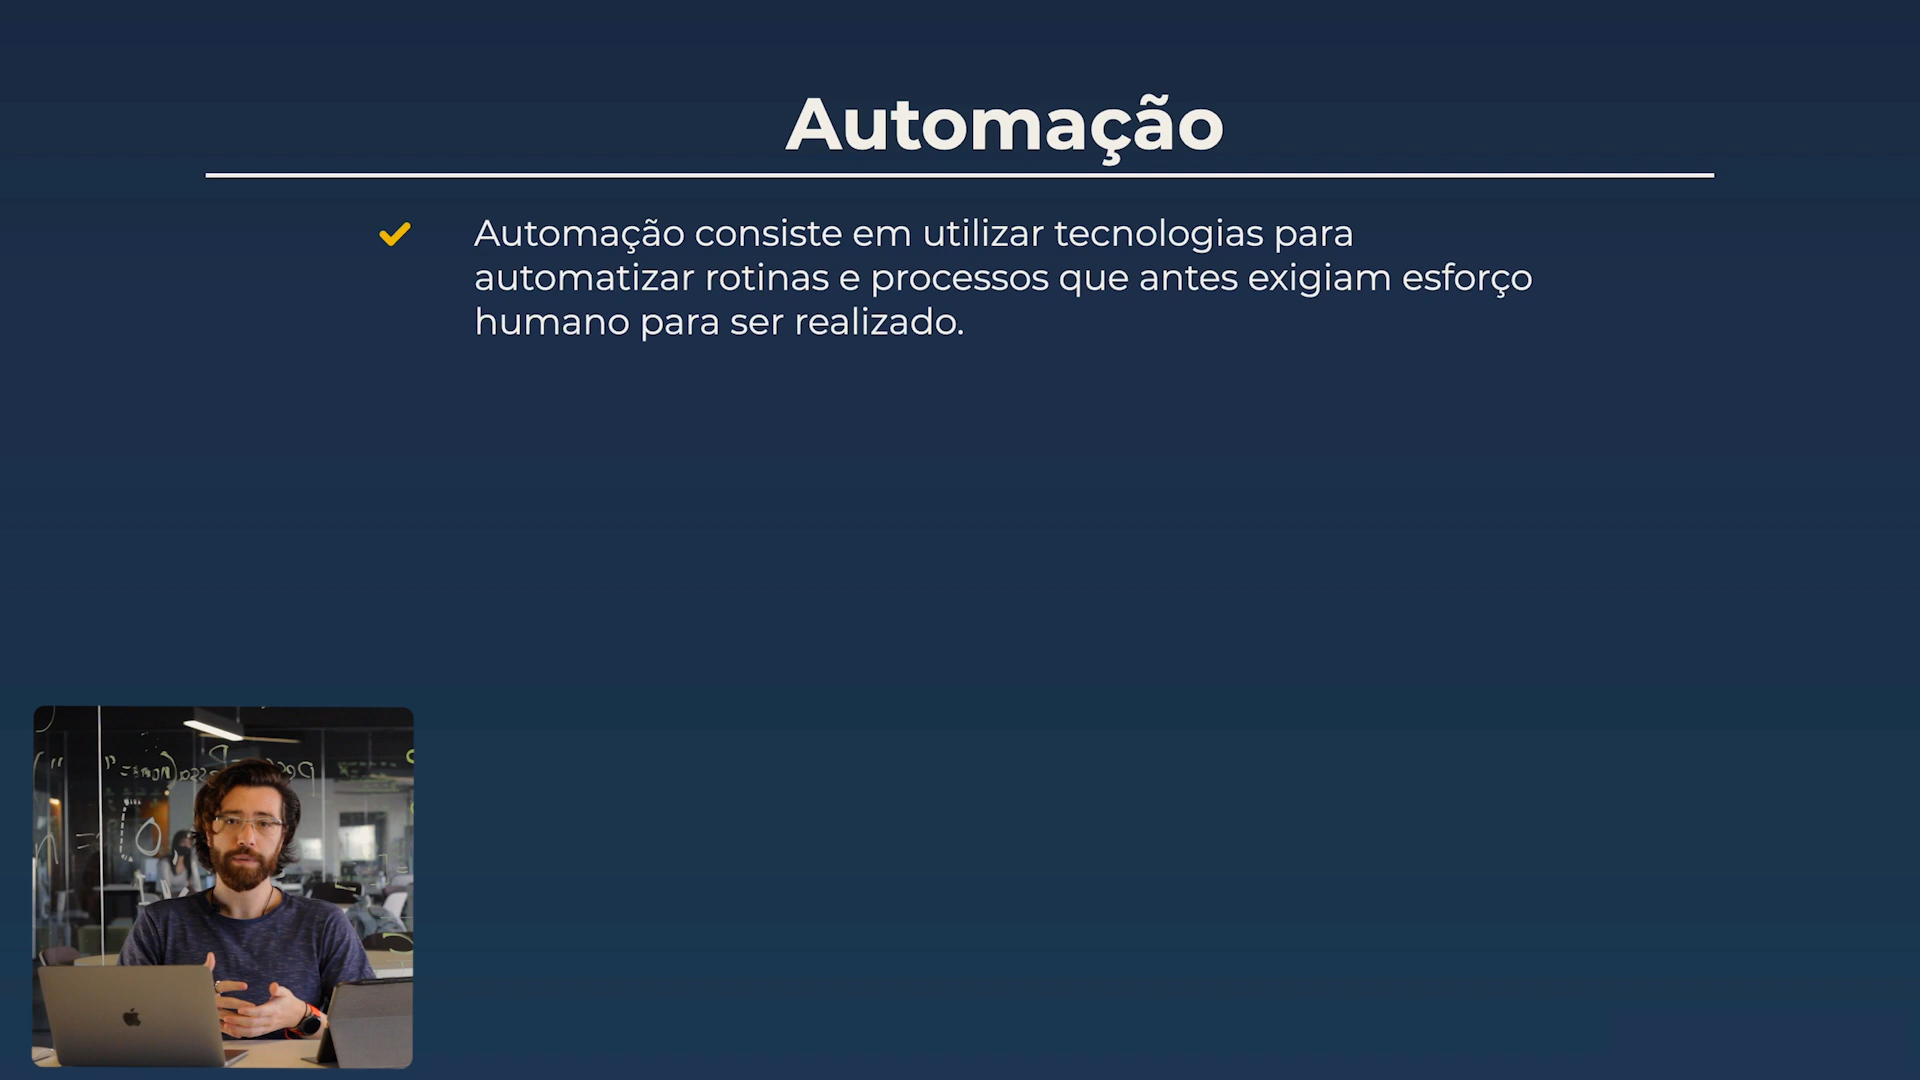 Automação
Automação consiste em utilizar tecnologias para
automatizar rotinas e processos que antes exigiam esforço
humano para ser realizado.